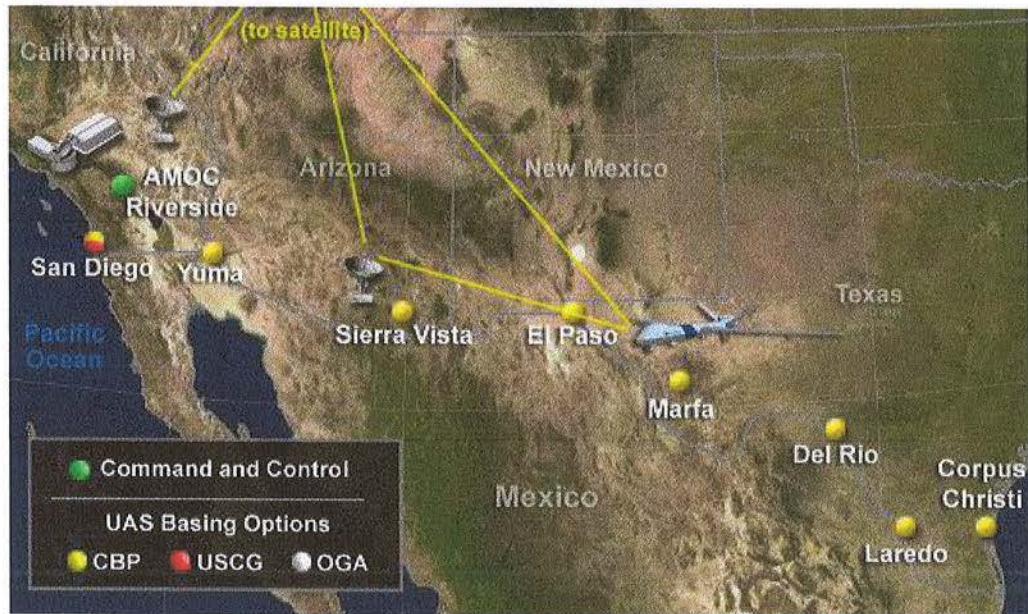 (to satellite)
California
Arizona
New Mexico
AMOC
Riverside
San Diego
Yuma
Sierra Vista
El Paso
Texas
Pacific
Ocean
Marfa
Del Rio
Corpus
Christi
Laredo
Mexico
Command and Control
UAS Basing Options
CBP
USCG
OGA